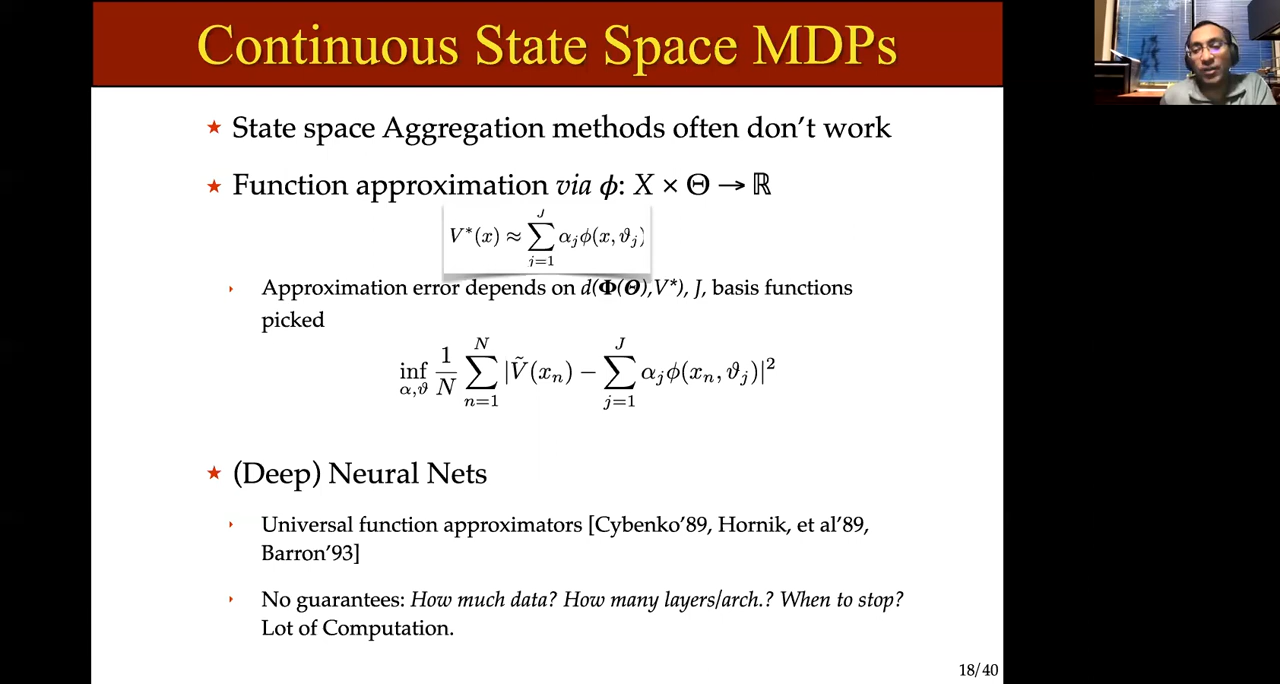 Continuous State Space MDPs
★ State space Aggregation methods often don't work
★ Function approximation via ϕ: X × Θ → ℝ
V*(x) ≈ ∑_{j=1}^{J} α_j ϕ(x, ϑ_j)
‣ Approximation error depends on d(Φ(Θ),V*), J, basis functions
picked
inf_{α,ϑ} 1/N ∑_{n=1}^{N} |Ṽ(x_n) − ∑_{j=1}^{J} α_j ϕ(x_n, ϑ_j)|²
★ (Deep) Neural Nets
‣ Universal function approximators [Cybenko'89, Hornik, et al'89,
Barron'93]
‣ No guarantees: How much data? How many layers/arch.? When to stop?
Lot of Computation.
18/40